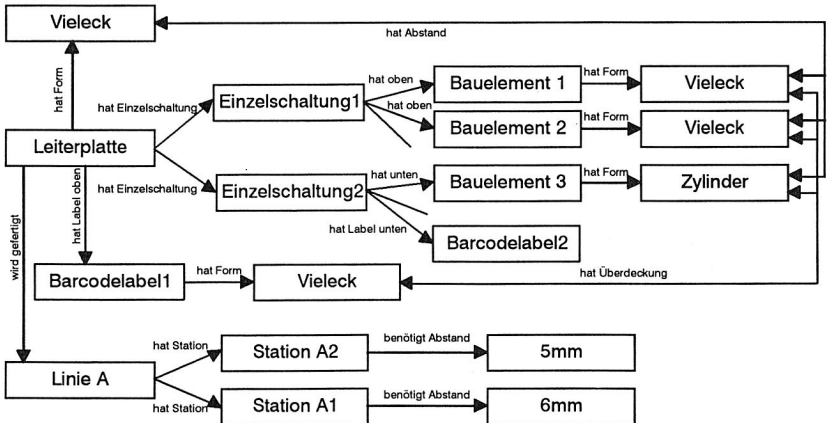 Vieleck
hat Abstand
hat Form
hat Einzelschaltung
Einzelschaltung1
hat oben
Bauelement 1
hat Form
Vieleck
hat oben
Bauelement 2
hat Form
Vieleck
Leiterplatte
hat Einzelschaltung
Einzelschaltung2
hat unten
Bauelement 3
hat Form
Zylinder
hat Label unten
Barcodelabel2
wird gefertigt
hat Label oben
Barcodelabel1
hat Form
Vieleck
hat Überdeckung
Linie A
hat Station
Station A2
benötigt Abstand
5mm
hat Station
Station A1
benötigt Abstand
6mm